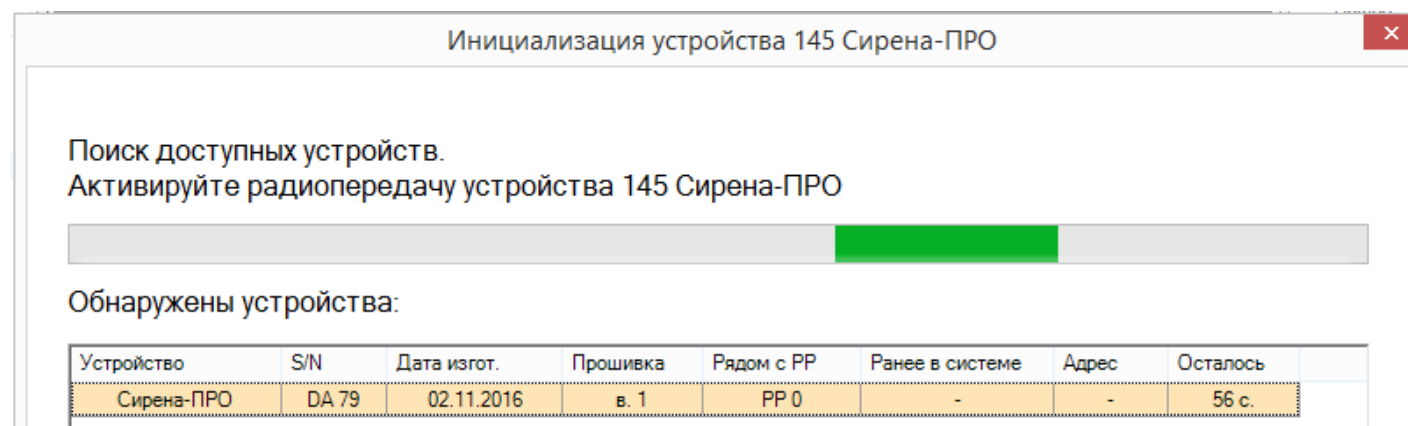 Инициализация устройства 145 Сирена-ПРО
Поиск доступных устройств.
Активируйте радиопередачу устройства 145 Сирена-ПРО
Обнаружены устройства:
Устройство S/N Дата изгот. Прошивка Рядом с РР Ранее в системе Адрес Осталось
Сирена-ПРО DA 79 02.11.2016 в. 1 РР 0 - - 56 с.